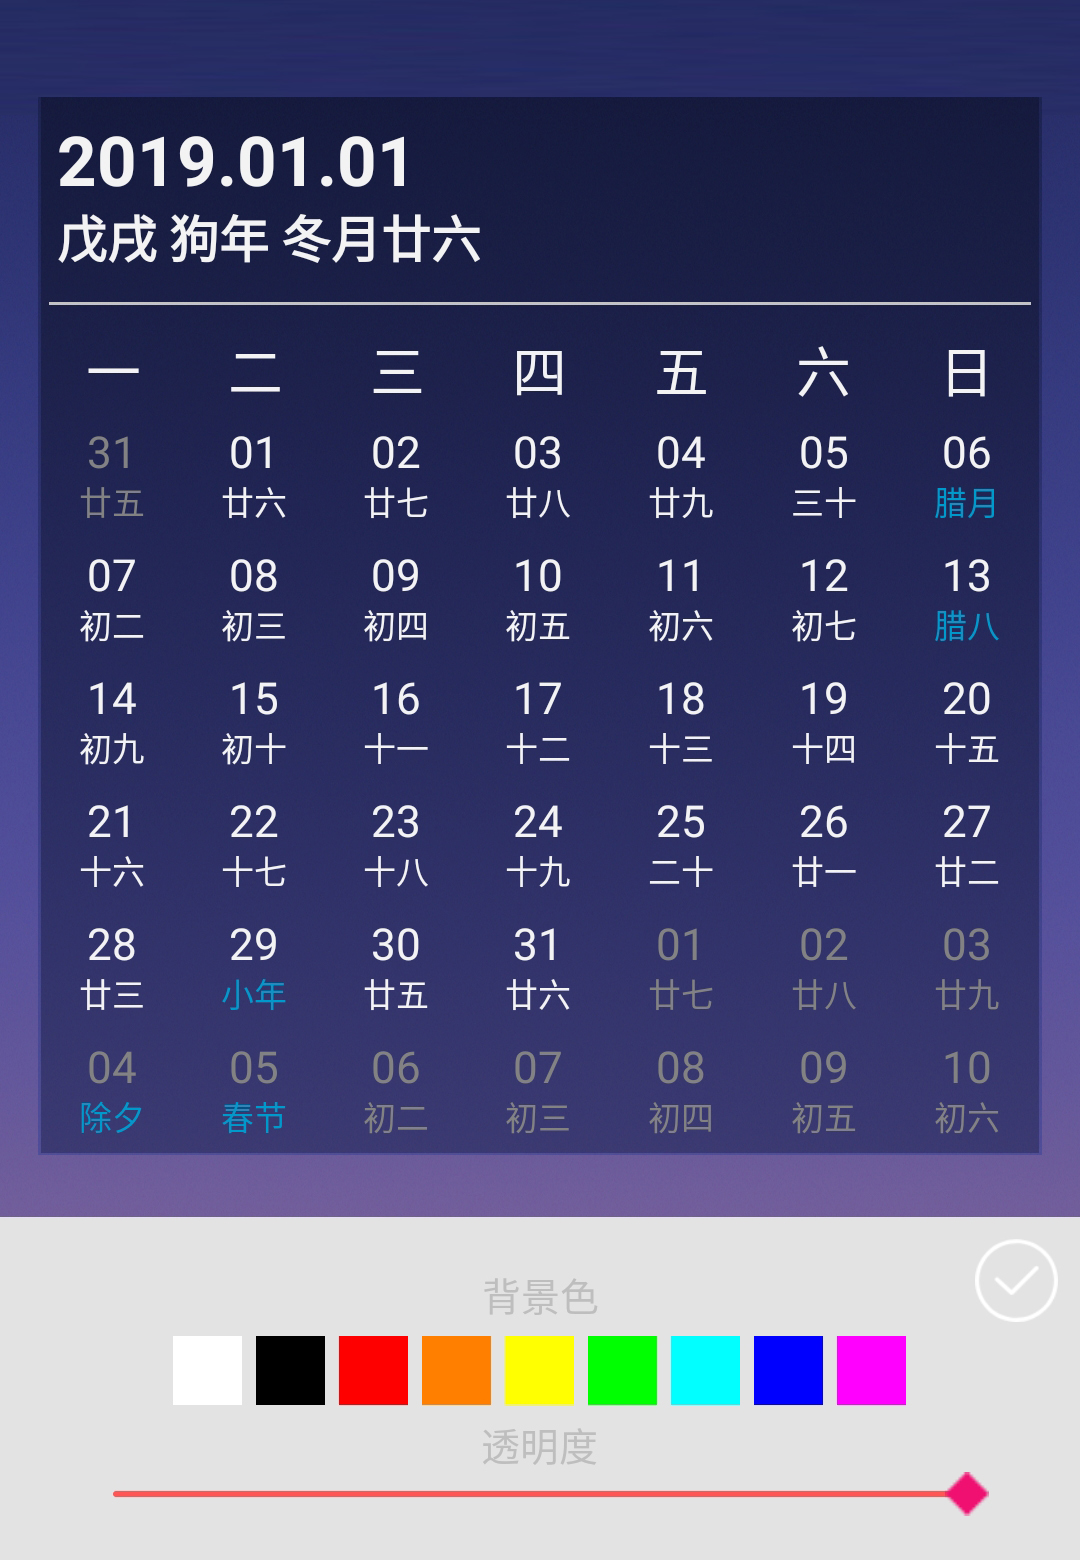 2019.01.01
戊戌 狗年 冬月廿六
一 二 三 四 五 六 日
31 01 02 03 04 05 06
廿五 廿六 廿七 廿八 廿九 三十 腊月
07 08 09 10 11 12 13
初二 初三 初四 初五 初六 初七 腊八
14 15 16 17 18 19 20
初九 初十 十一 十二 十三 十四 十五
21 22 23 24 25 26 27
十六 十七 十八 十九 二十 廿一 廿二
28 29 30 31 01 02 03
廿三 小年 廿五 廿六 廿七 廿八 廿九
04 05 06 07 08 09 10
除夕 春节 初二 初三 初四 初五 初六
背景色
透明度